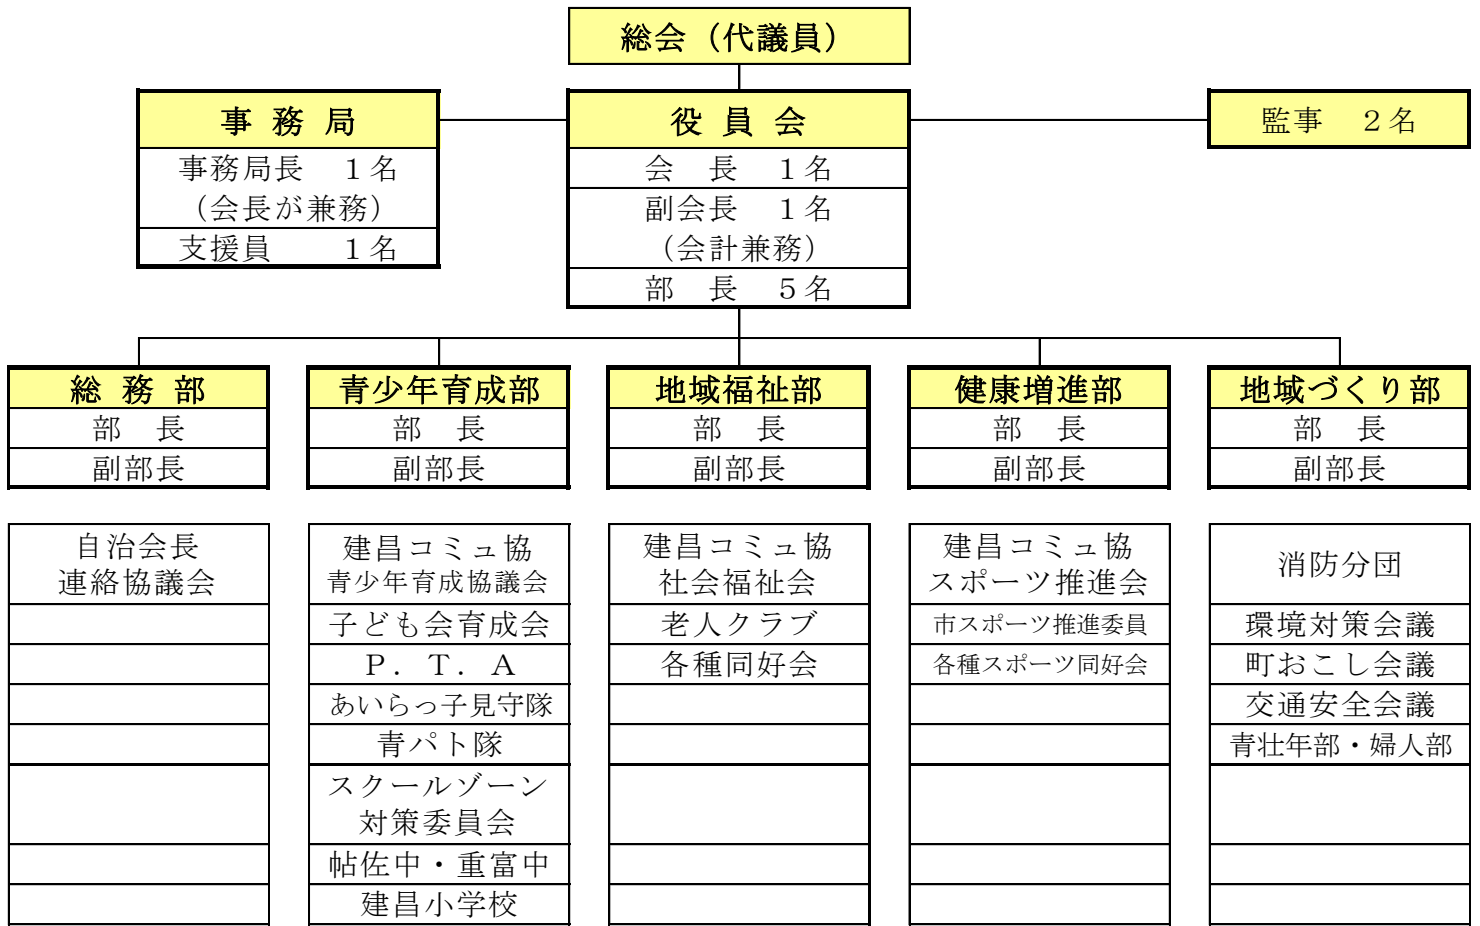 総会（代議員）
事 務 局
事務局長　１名
（会長が兼務）
支援員　　１名
役 員 会
会　長　１名
副会長　１名
（会計兼務）
部　長　５名
監事　２名
総 務 部
部　長
副部長
青少年育成部
部　長
副部長
地域福祉部
部　長
副部長
健康増進部
部　長
副部長
地域づくり部
部　長
副部長
自治会長
連絡協議会
建昌コミュ協
青少年育成協議会
子ども会育成会
Ｐ．Ｔ．Ａ
あいらっ子見守隊
青パト隊
スクールゾーン
対策委員会
帖佐中・重富中
建昌小学校
建昌コミュ協
社会福祉会
老人クラブ
各種同好会
建昌コミュ協
スポーツ推進会
市スポーツ推進委員
各種スポーツ同好会
消防分団
環境対策会議
町おこし会議
交通安全会議
青壮年部・婦人部